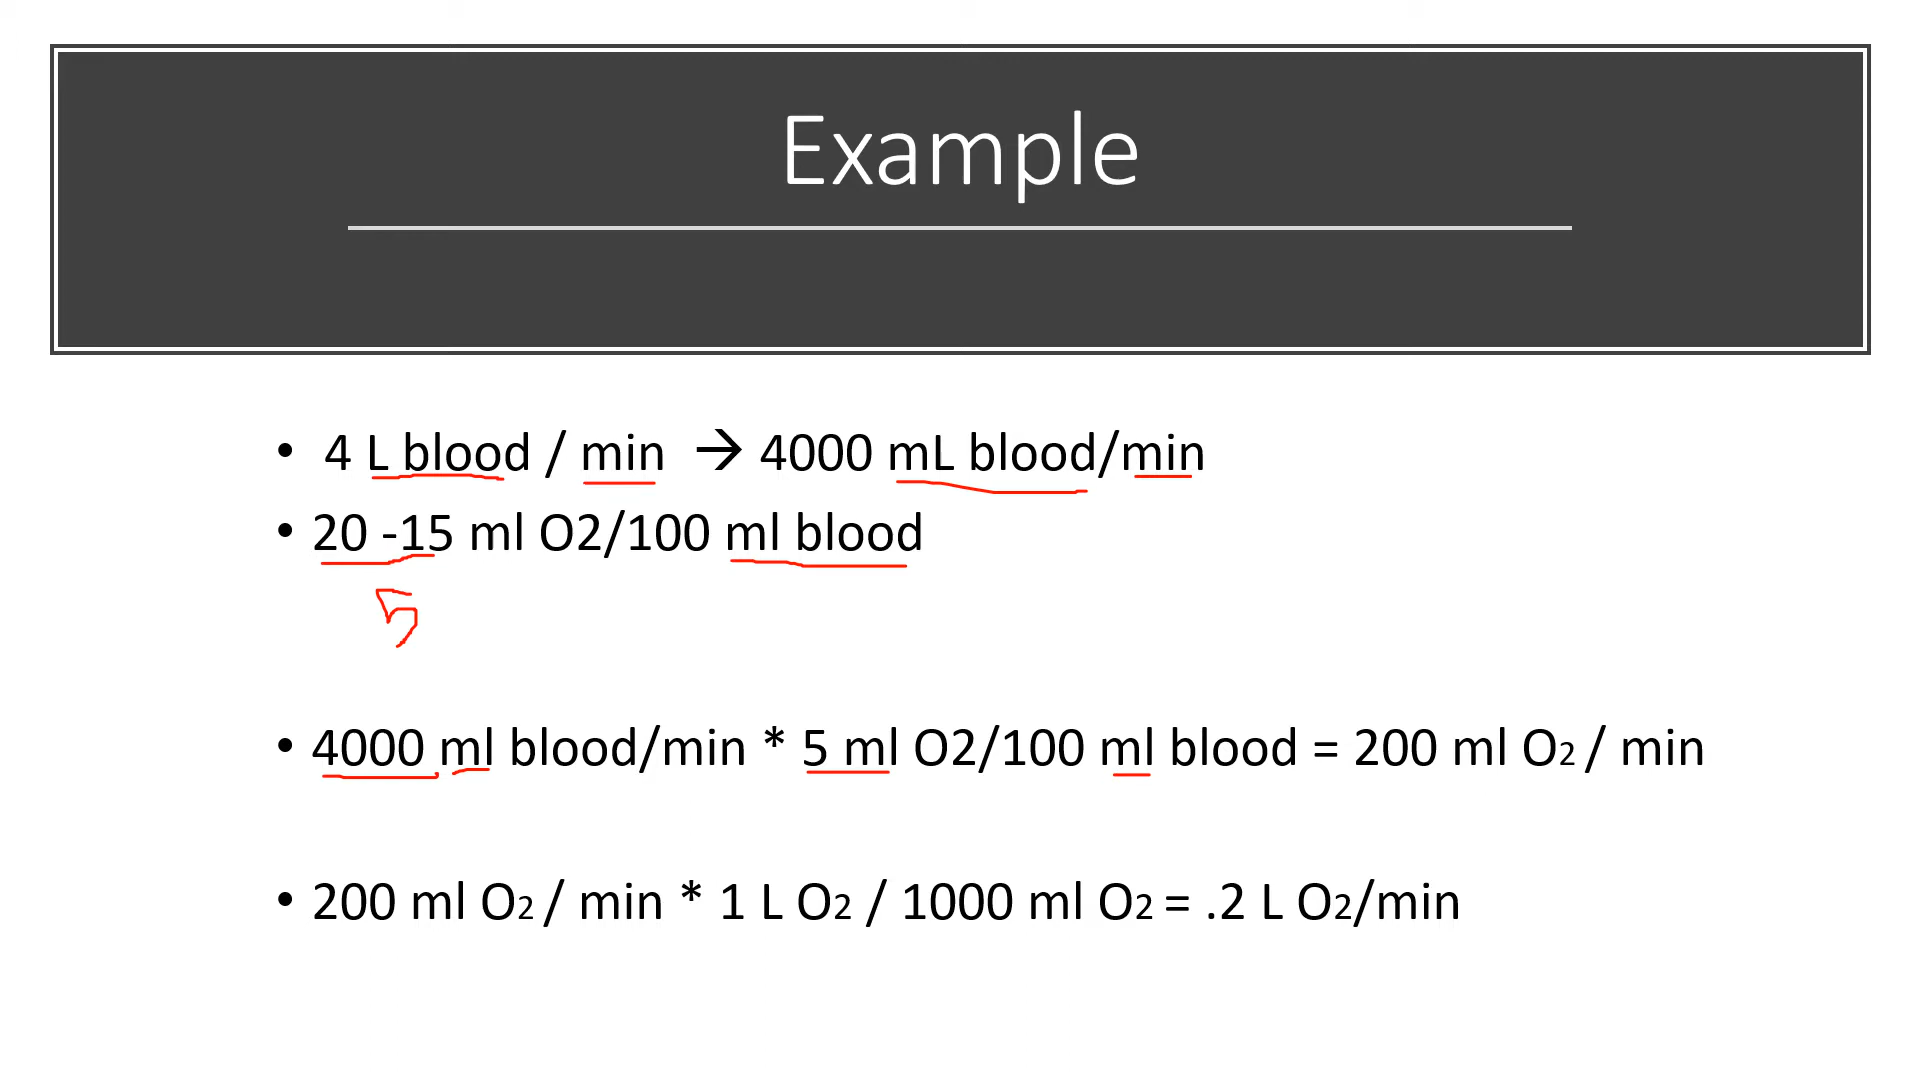 Example
• 4 L blood / min → 4000 mL blood/min
• 20 -15 ml O2/100 ml blood
5
• 4000 ml blood/min * 5 ml O2/100 ml blood = 200 ml O2 / min
• 200 ml O2 / min * 1 L O2 / 1000 ml O2 = .2 L O2/min